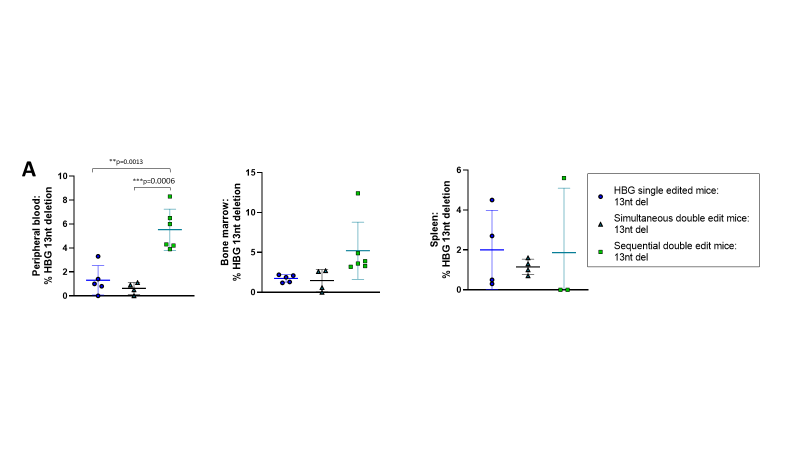 A
**p=0.0013
***p=0.0006
Peripheral blood:
% HBG 13nt deletion
10
8
6
4
2
0
Bone marrow:
% HBG 13nt deletion
15
10
5
0
Spleen:
% HBG 13nt deletion
6
4
2
0
HBG single edited mice:
13nt del
Simultaneous double edit mice:
13nt del
Sequential double edit mice:
13nt del